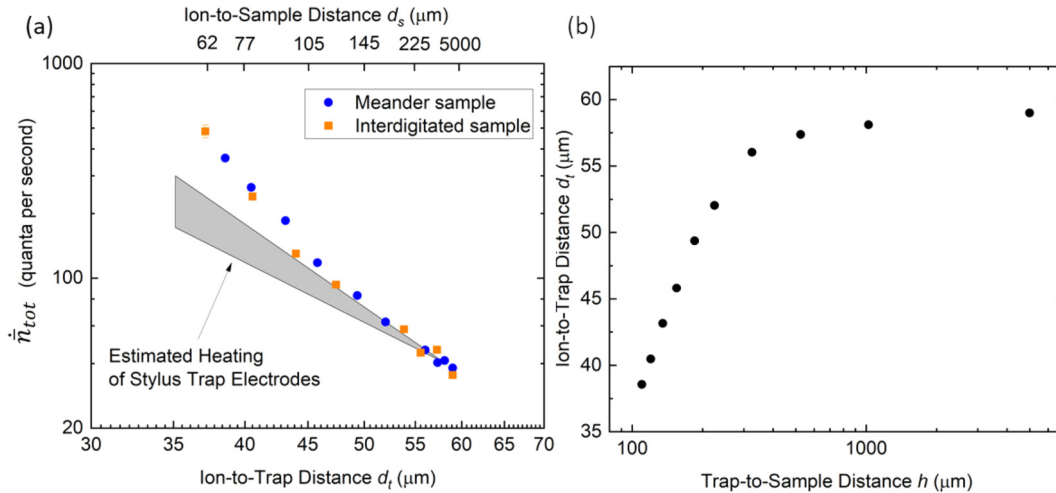 (a)
Ion-to-Sample Distance d_s (μm)
62 77 105 145 225 5000
1000
100
20
ṅ̄_tot (quanta per second)
Meander sample
Interdigitated sample
Estimated Heating
of Stylus Trap Electrodes
30 35 40 45 50 55 60 65 70
Ion-to-Trap Distance d_t (μm)
(b)
60
55
50
45
40
35
Ion-to-Trap Distance d_t (μm)
100 1000
Trap-to-Sample Distance h (μm)